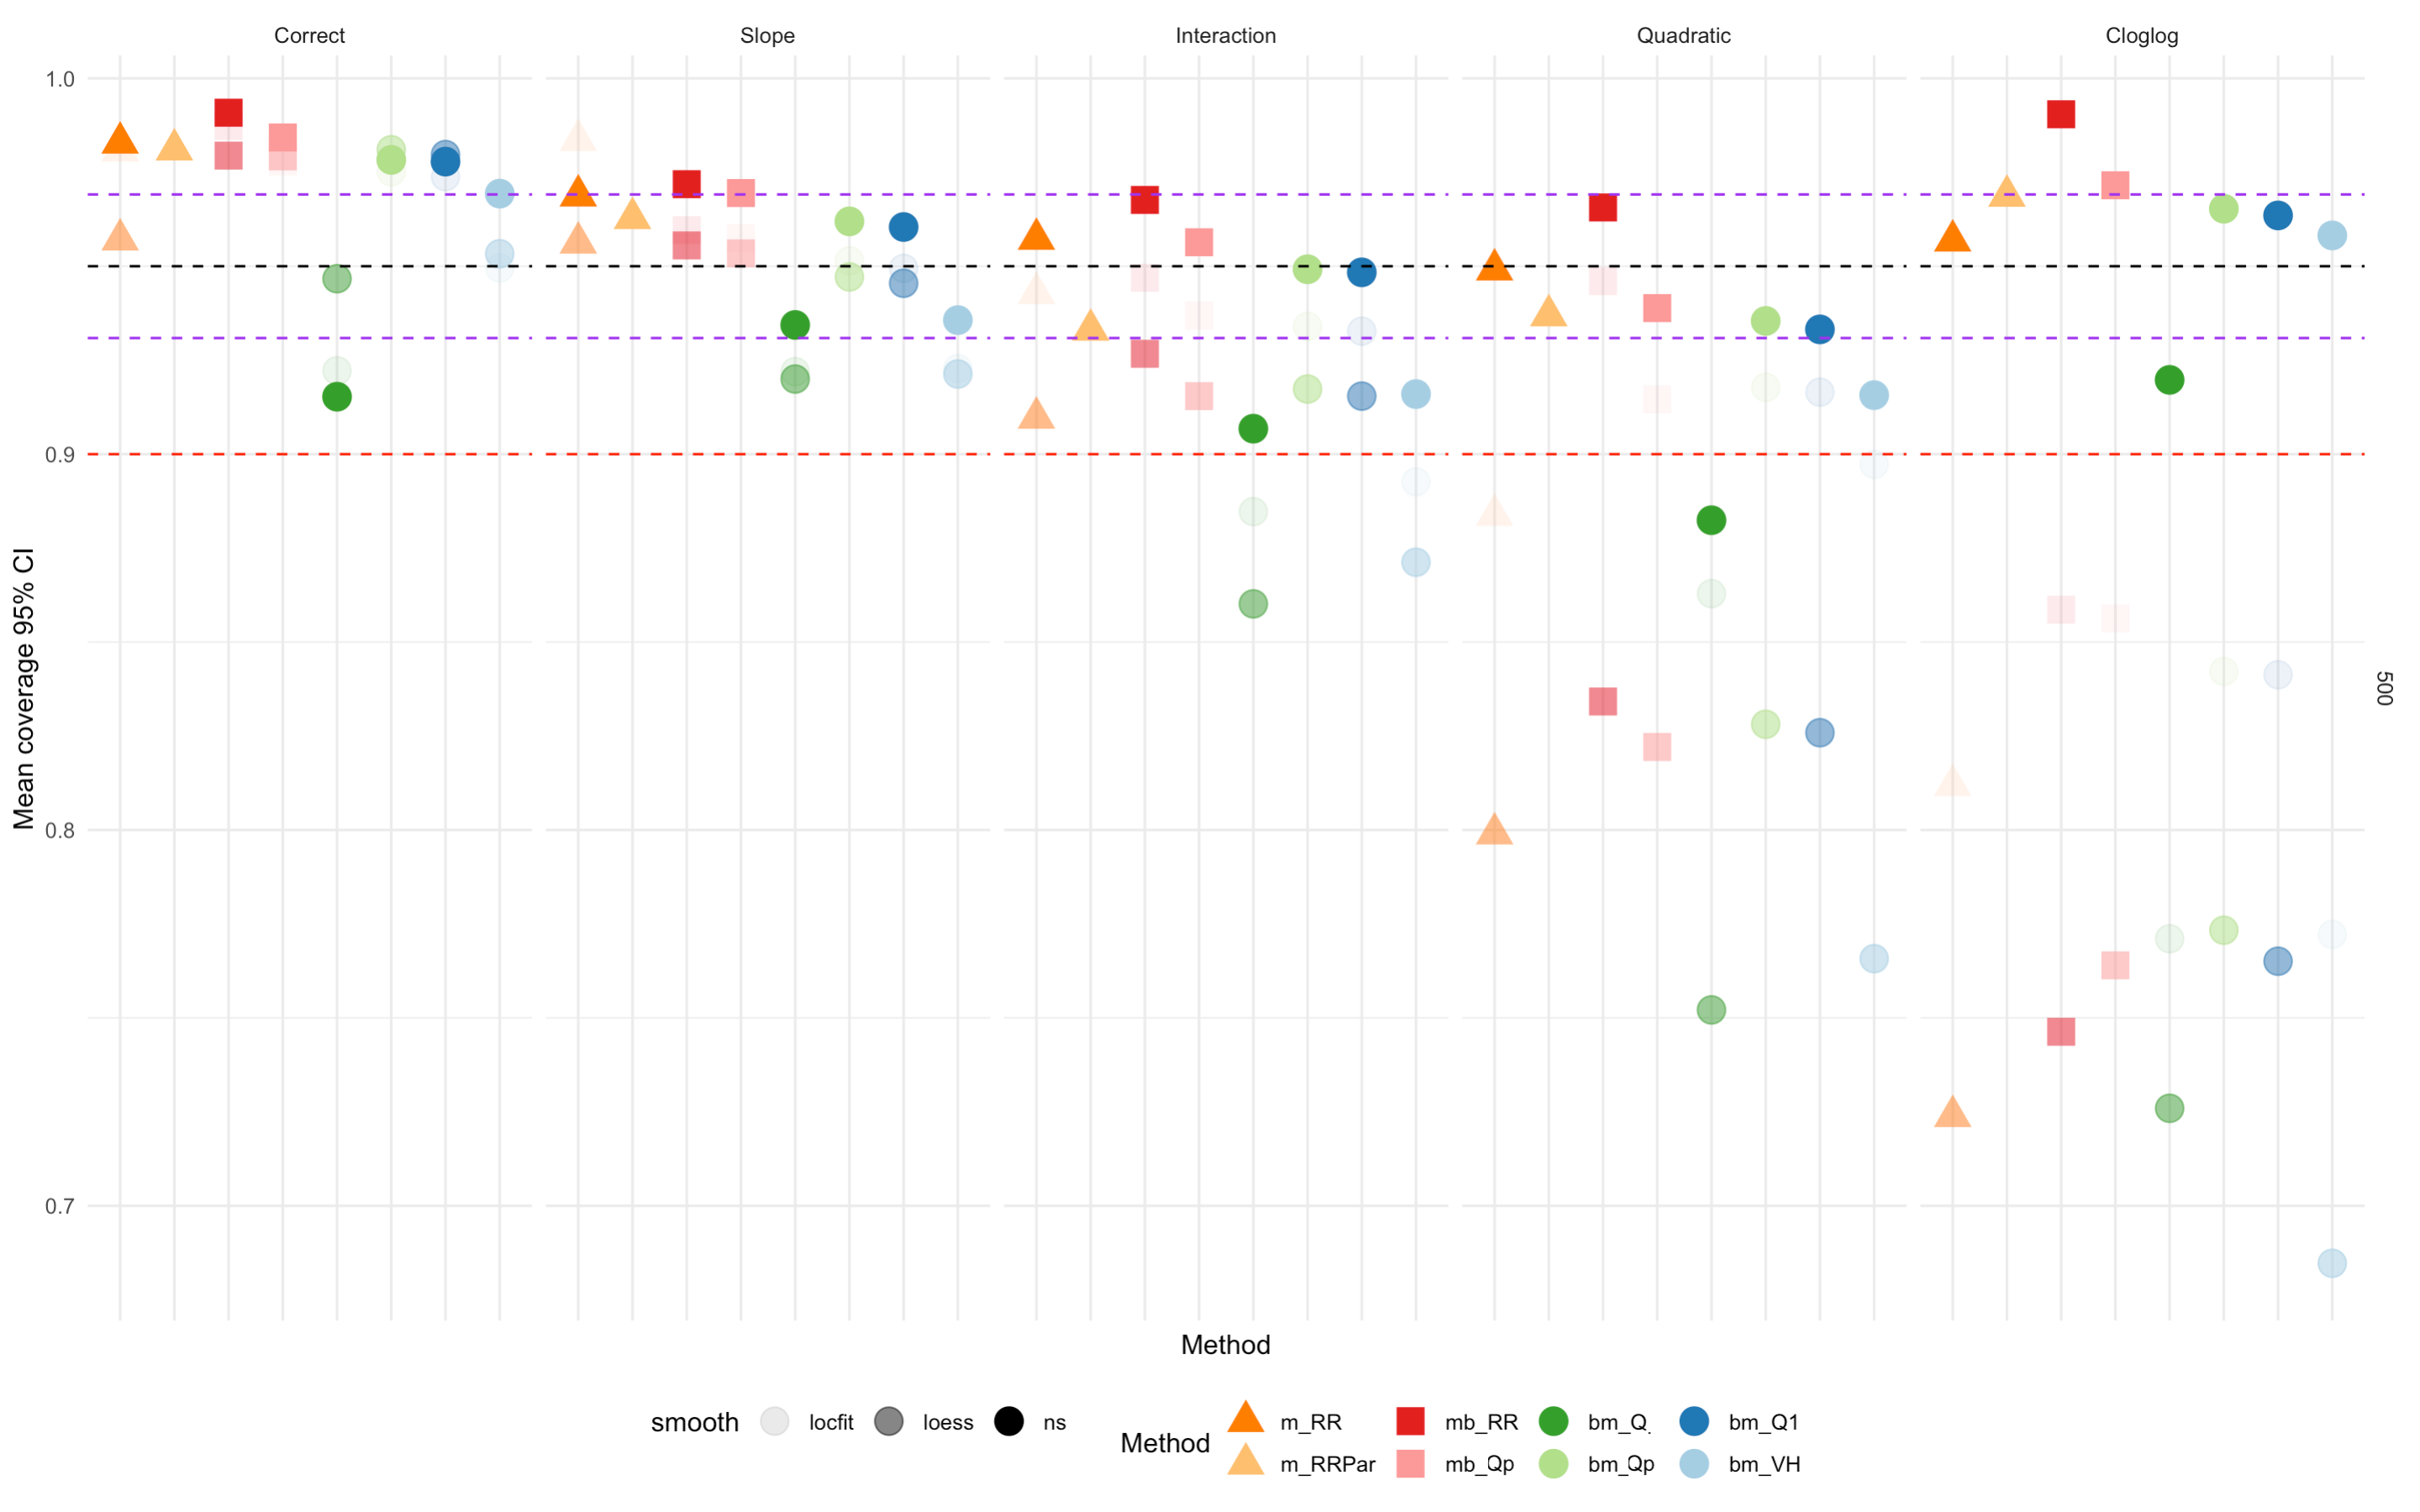 Correct Slope Interaction Quadratic Cloglog
1.0
0.9
0.8
0.7
Mean coverage 95% CI
500
Method
smooth locfit loess ns
Method m_RR mb_RR bm_Q. bm_Q1
m_RRPar mb_Qp bm_Qp bm_VH